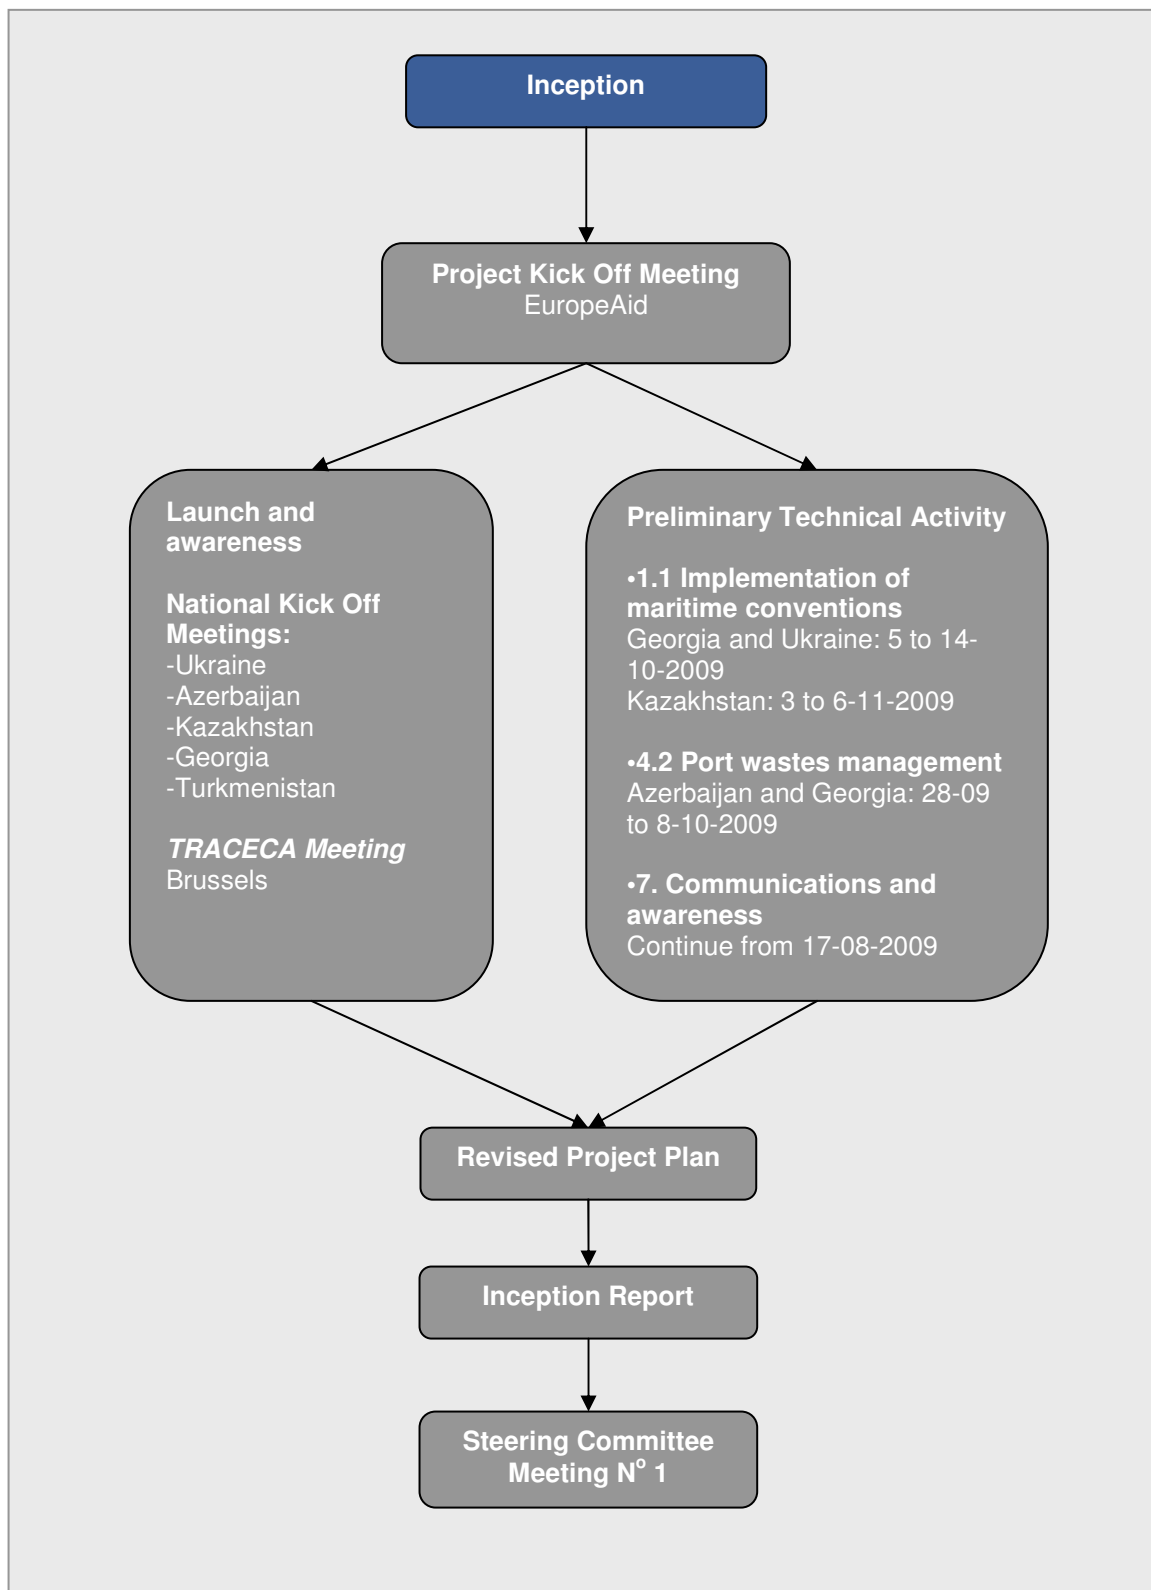 Inception
Project Kick Off Meeting
EuropeAid
Launch and
awareness
National Kick Off
Meetings:
-Ukraine
-Azerbaijan
-Kazakhstan
-Georgia
-Turkmenistan
TRACECA Meeting
Brussels
Preliminary Technical Activity
•1.1 Implementation of
maritime conventions
Georgia and Ukraine: 5 to 14-
10-2009
Kazakhstan: 3 to 6-11-2009
•4.2 Port wastes management
Azerbaijan and Georgia: 28-09
to 8-10-2009
•7. Communications and
awareness
Continue from 17-08-2009
Revised Project Plan
Inception Report
Steering Committee
Meeting Nº 1